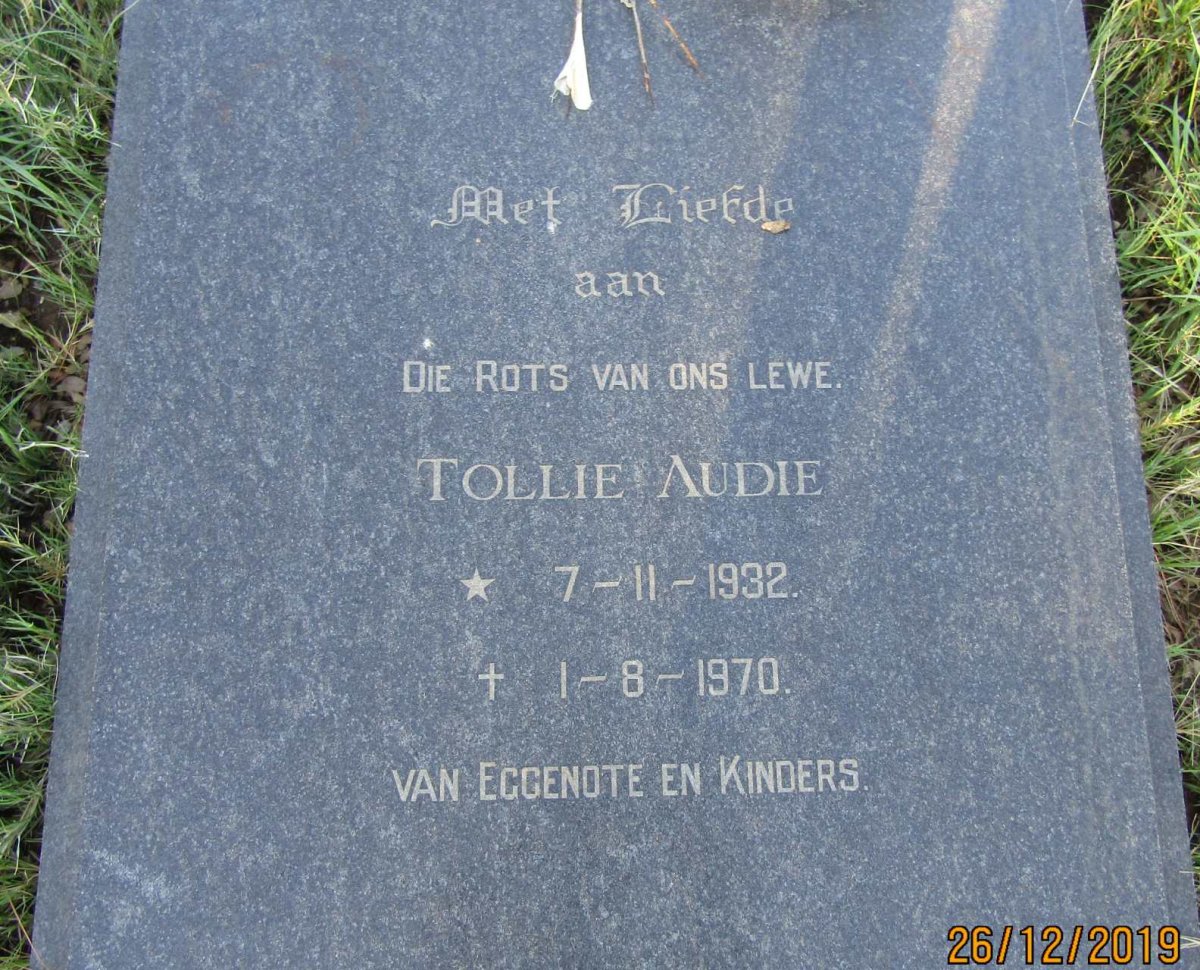 Met Liefde
aan
DIE ROTS VAN ONS LEWE.
TOLLIE AUDIE
★ 7-11-1932.
† 1-8-1970.
VAN EGGENOTE EN KINDERS.
26/12/2019